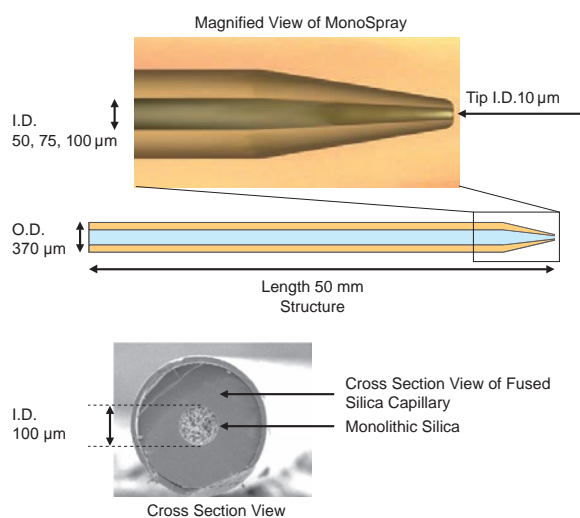 Magnified View of MonoSpray
I.D.
50, 75, 100 µm
Tip I.D.10 µm
O.D.
370 µm
Length 50 mm
Structure
I.D.
100 µm
Cross Section View of Fused
Silica Capillary
Monolithic Silica
Cross Section View